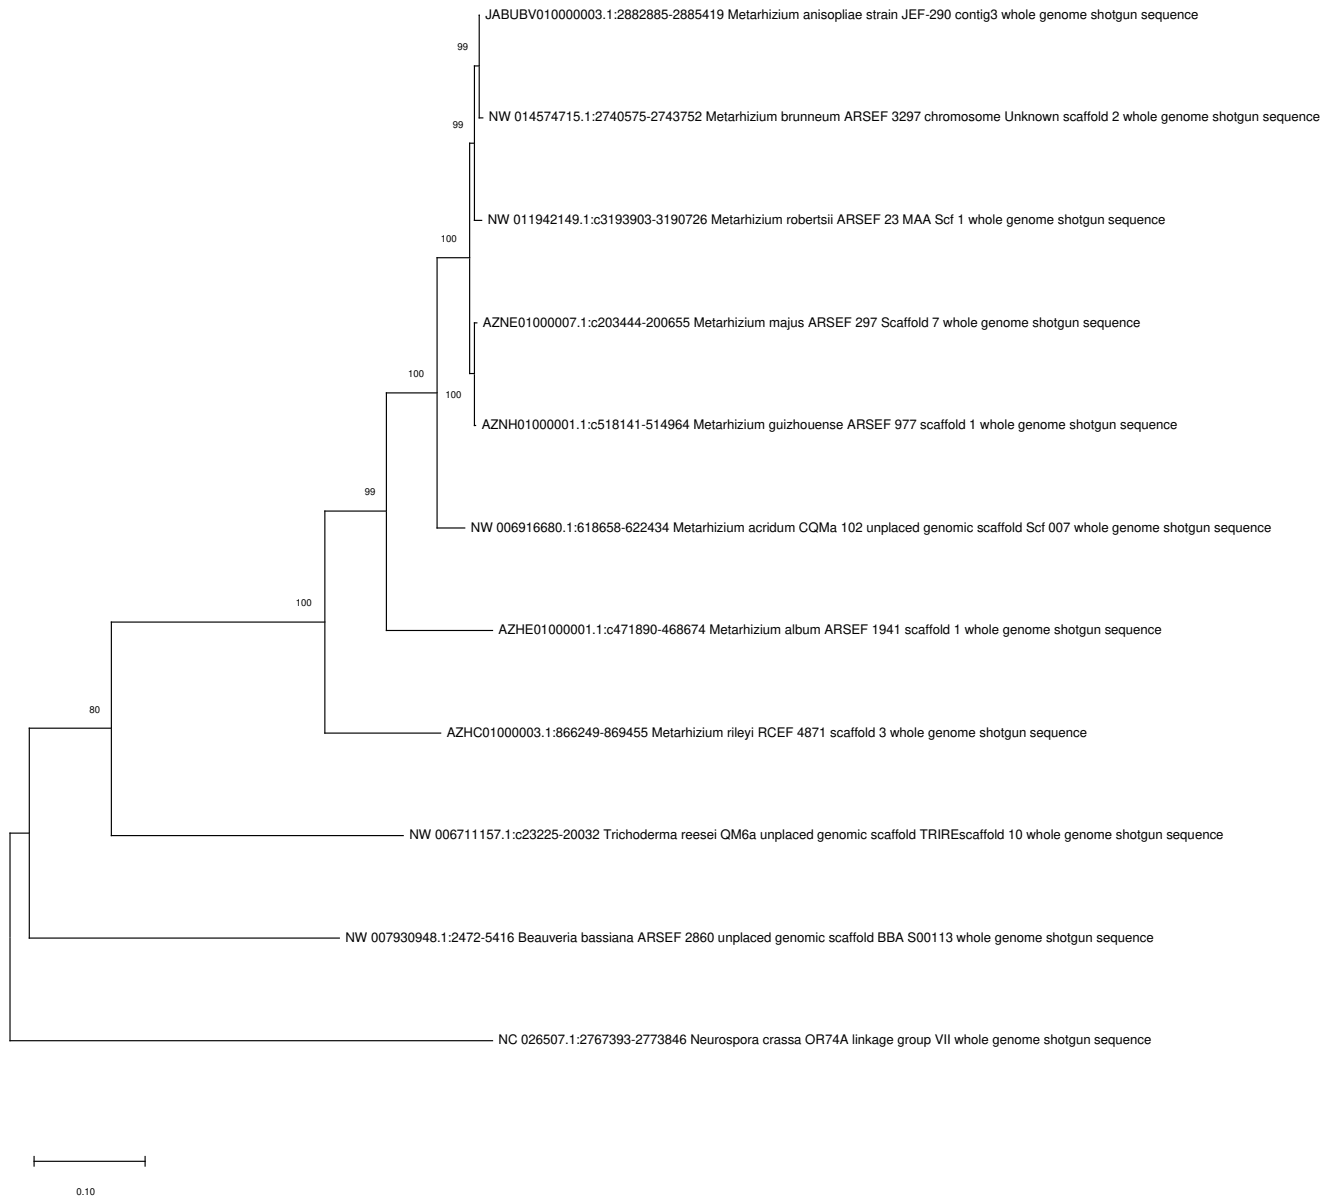 JABUBV010000003.1:2882885-2885419 Metarhizium anisopliae strain JEF-290 contig3 whole genome shotgun sequence
99
NW 014574715.1:2740575-2743752 Metarhizium brunneum ARSEF 3297 chromosome Unknown scaffold 2 whole genome shotgun sequence
99
NW 011942149.1:c3193903-3190726 Metarhizium robertsii ARSEF 23 MAA Scf 1 whole genome shotgun sequence
100
AZNE01000007.1:c203444-200655 Metarhizium majus ARSEF 297 Scaffold 7 whole genome shotgun sequence
100
100
AZNH01000001.1:c518141-514964 Metarhizium guizhouense ARSEF 977 scaffold 1 whole genome shotgun sequence
99
NW 006916680.1:618658-622434 Metarhizium acridum CQMa 102 unplaced genomic scaffold Scf 007 whole genome shotgun sequence
100
AZHE01000001.1:c471890-468674 Metarhizium album ARSEF 1941 scaffold 1 whole genome shotgun sequence
80
AZHC01000003.1:866249-869455 Metarhizium rileyi RCEF 4871 scaffold 3 whole genome shotgun sequence
NW 006711157.1:c23225-20032 Trichoderma reesei QM6a unplaced genomic scaffold TRIREscaffold 10 whole genome shotgun sequence
NW 007930948.1:2472-5416 Beauveria bassiana ARSEF 2860 unplaced genomic scaffold BBA S00113 whole genome shotgun sequence
NC 026507.1:2767393-2773846 Neurospora crassa OR74A linkage group VII whole genome shotgun sequence
0.10